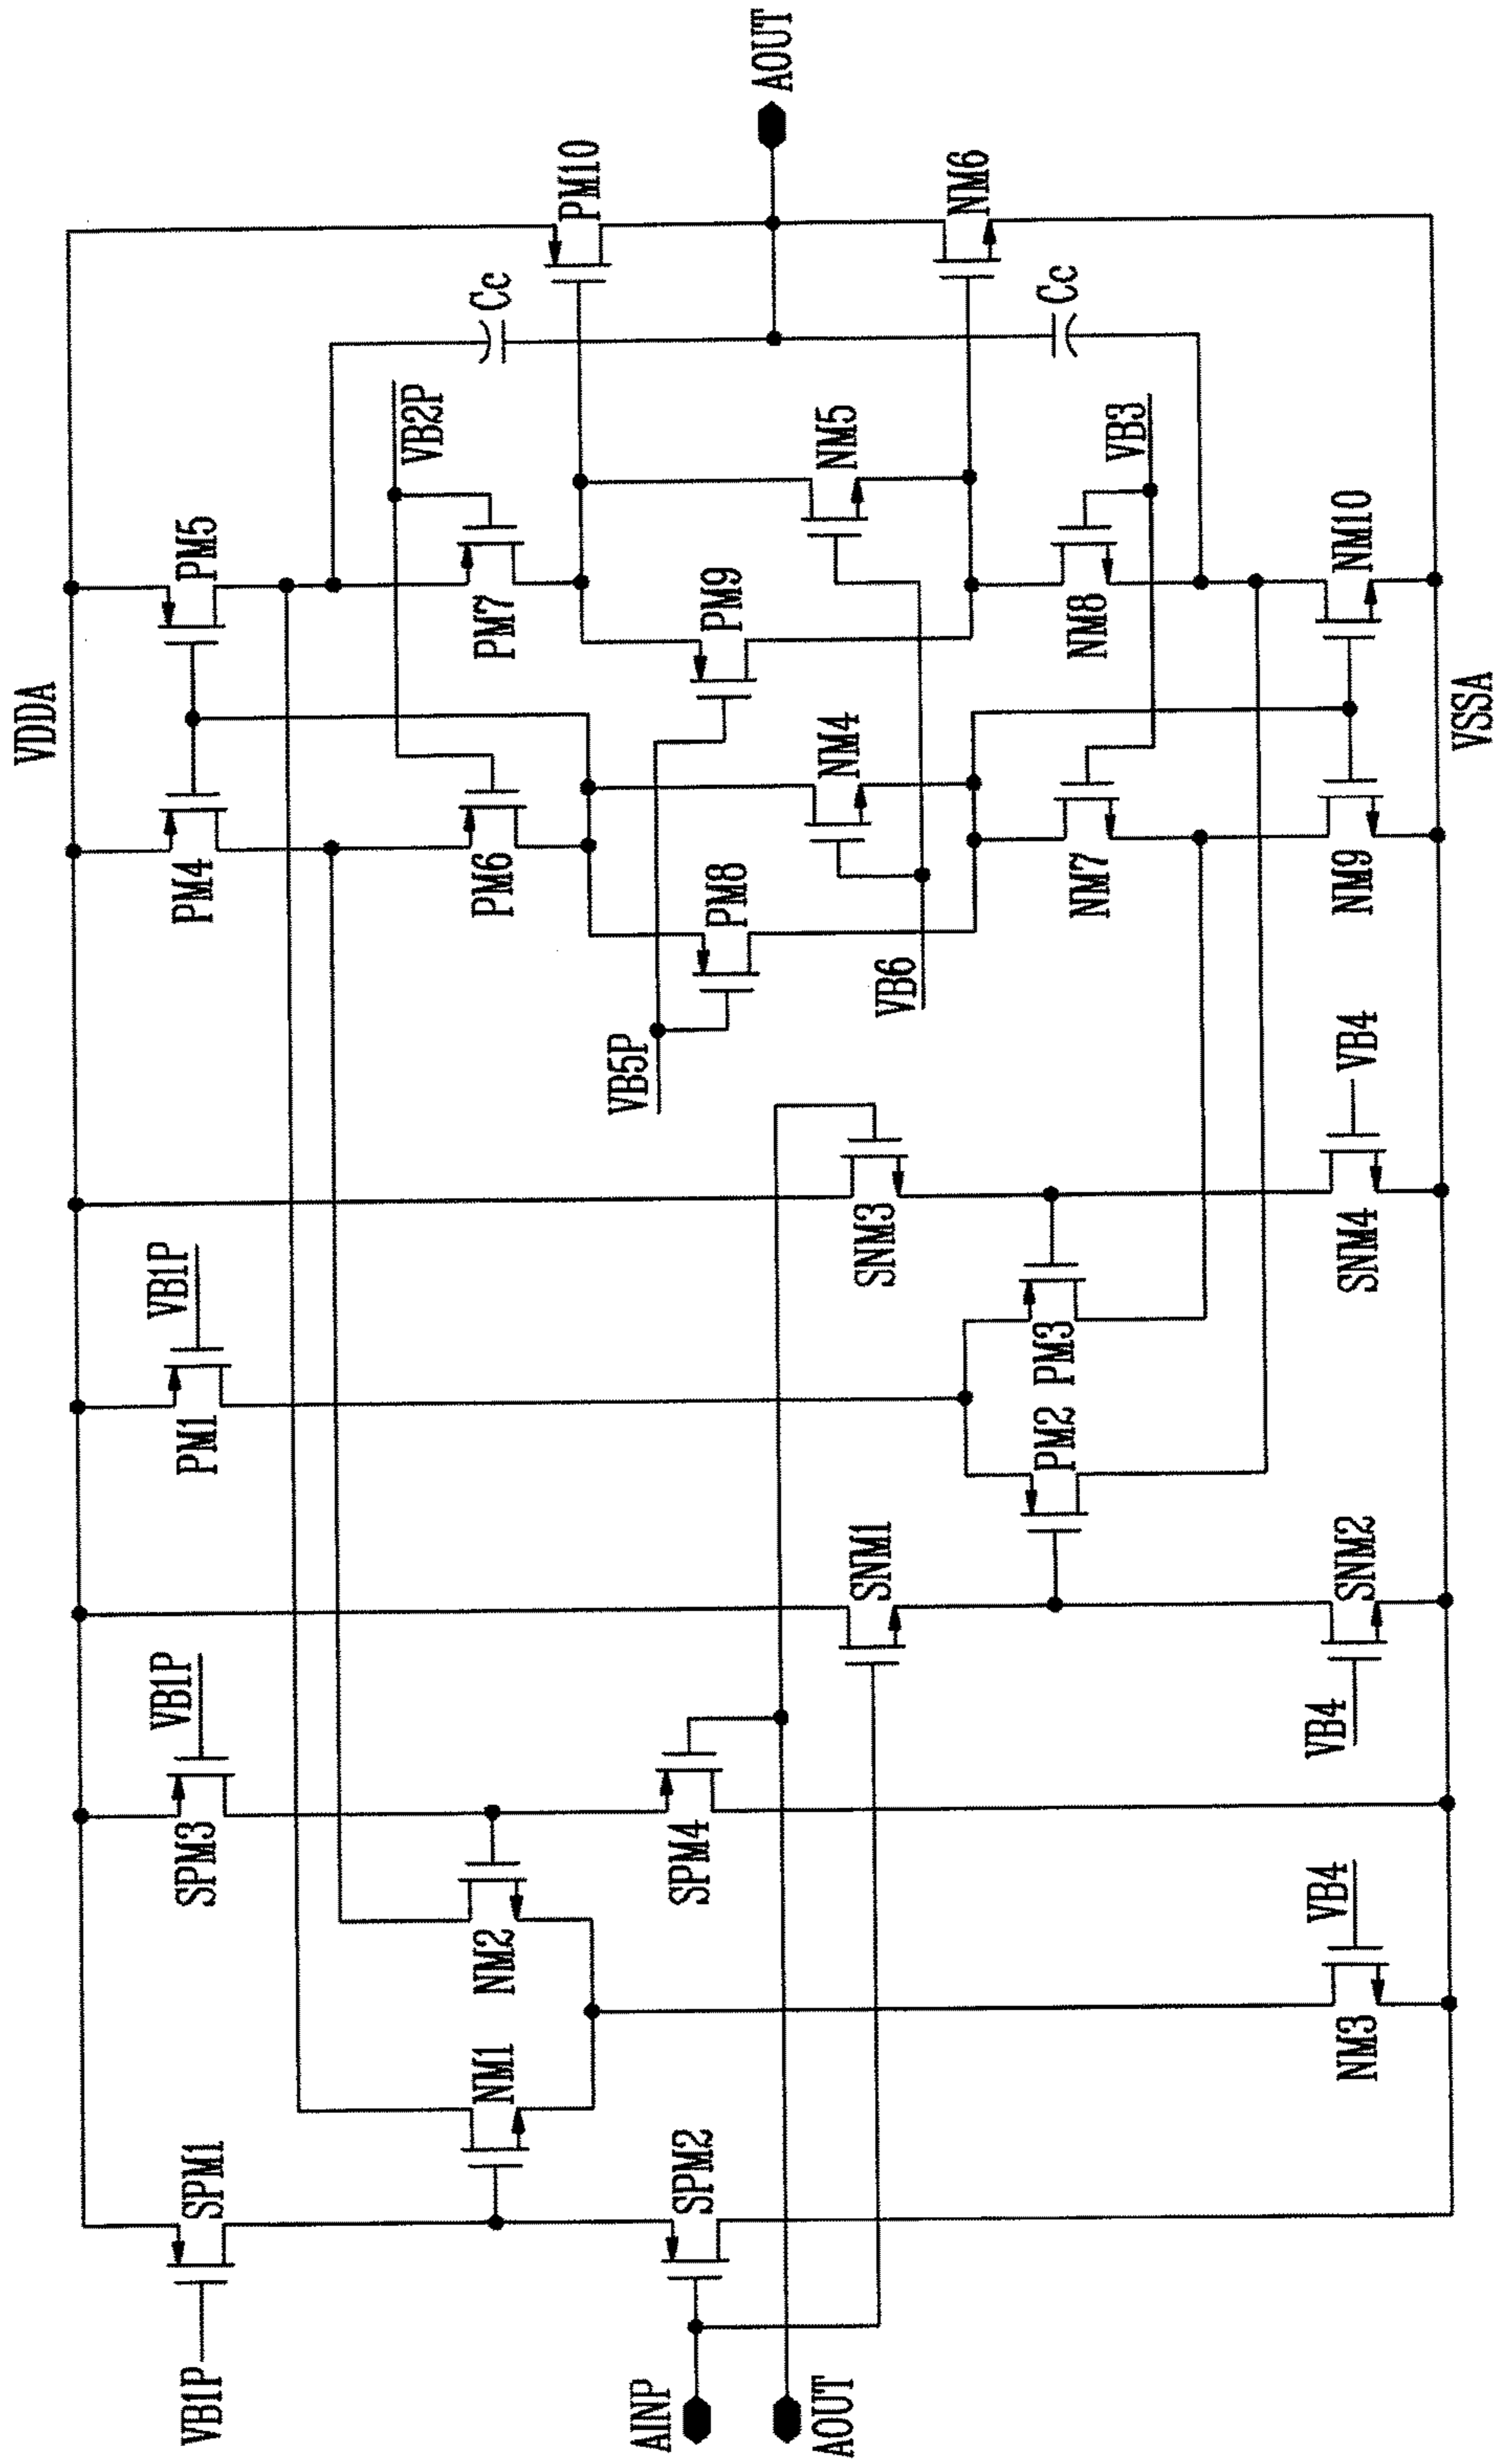 VDDA
VB1P
SPM1
SPM3
VB1P
PM1
VB1P
PM4
PM5
NM1
NM2
PM6
PM7
VB2P
Cc
PM10
AINP
AOUT
SPM2
SPM4
VB5P
PM8
PM9
AOUT
SNM1
SNM3
VB6
NM4
NM5
NM6
PM2
PM3
NM7
NM8
VB3
Cc
NM3
VB4
VB4
SNM2
SNM4
VB4
NM9
NM10
VSSA